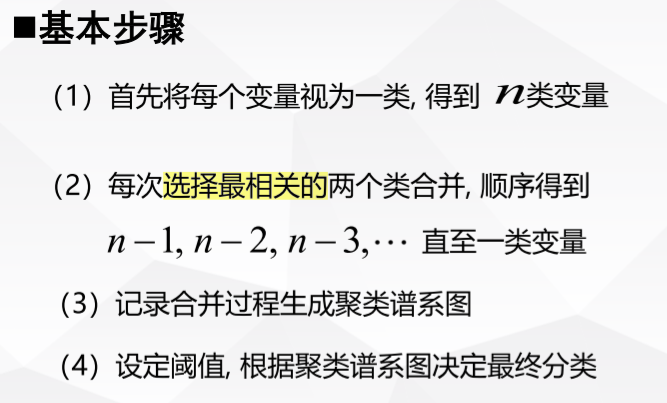 ■基本步骤
（1）首先将每个变量视为一类, 得到 n类变量
（2）每次选择最相关的两个类合并, 顺序得到
n－1, n－2, n－3,⋯ 直至一类变量
（3）记录合并过程生成聚类谱系图
（4）设定阈值, 根据聚类谱系图决定最终分类